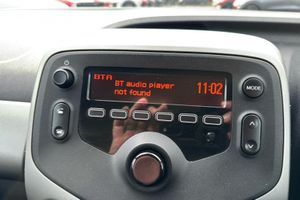 BTA
BT audio player
not found
11:02
MODE